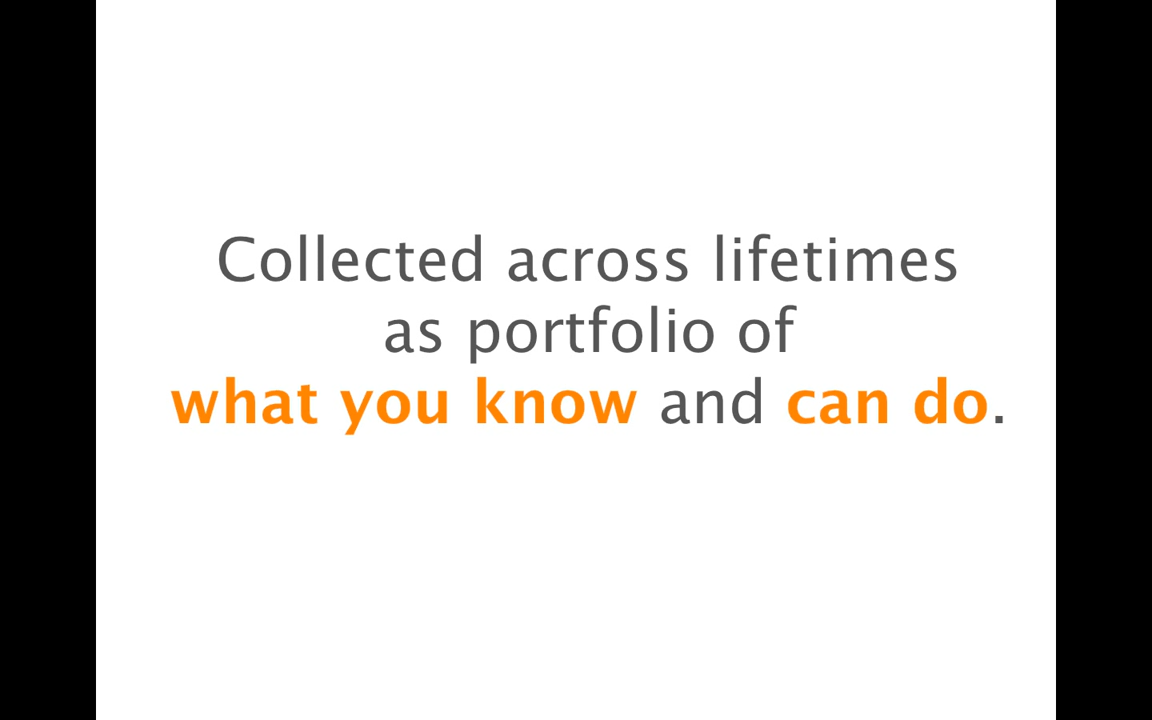 Collected across lifetimes
as portfolio of
what you know and can do.